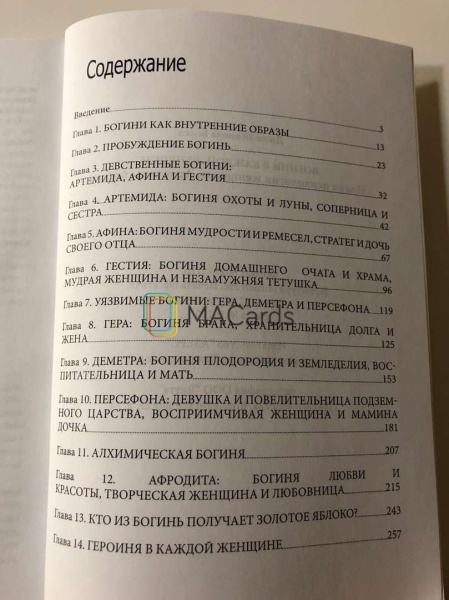 Содержание
Введение 3
Глава 1. БОГИНИ КАК ВНУТРЕННИЕ ОБРАЗЫ 13
Глава 2. ПРОБУЖДЕНИЕ БОГИНЬ 23
Глава 3. ДЕВСТВЕННЫЕ БОГИНИ:
АРТЕМИДА, АФИНА И ГЕСТИЯ 32
Глава 4. АРТЕМИДА: БОГИНЯ ОХОТЫ И ЛУНЫ, СОПЕРНИЦА И
СЕСТРА 42
Глава 5. АФИНА: БОГИНЯ МУДРОСТИ И РЕМЕСЕЛ, СТРАТЕГ И ДОЧЬ
СВОЕГО ОТЦА 67
Глава 6. ГЕСТИЯ: БОГИНЯ ДОМАШНЕГО ОЧАГА И ХРАМА,
МУДРАЯ ЖЕНЩИНА И НЕЗАМУЖНЯЯ ТЕТУШКА 96
Глава 7. УЯЗВИМЫЕ БОГИНИ: ГЕРА, ДЕМЕТРА И ПЕРСЕФОНА 119
MACards
Глава 8. ГЕРА: БОГИНЯ БРАКА, ХРАНИТЕЛЬНИЦА ДОЛГА И
ЖЕНА 125
Глава 9. ДЕМЕТРА: БОГИНЯ ПЛОДОРОДИЯ И ЗЕМЛЕДЕЛИЯ, ВОС-
ПИТАТЕЛЬНИЦА И МАТЬ 153
Глава 10. ПЕРСЕФОНА: ДЕВУШКА И ПОВЕЛИТЕЛЬНИЦА ПОДЗЕМ-
НОГО ЦАРСТВА, ВОСПРИИМЧИВАЯ ЖЕНЩИНА И МАМИНА
ДОЧКА 181
Глава 11. АЛХИМИЧЕСКАЯ БОГИНЯ 207
Глава 12. АФРОДИТА: БОГИНЯ ЛЮБВИ И
КРАСОТЫ, ТВОРЧЕСКАЯ ЖЕНЩИНА И ЛЮБОВНИЦА 215
Глава 13. КТО ИЗ БОГИНЬ ПОЛУЧАЕТ ЗОЛОТОЕ ЯБЛОКО? 243
Глава 14. ГЕРОИНЯ В КАЖДОЙ ЖЕНЩИНЕ 257